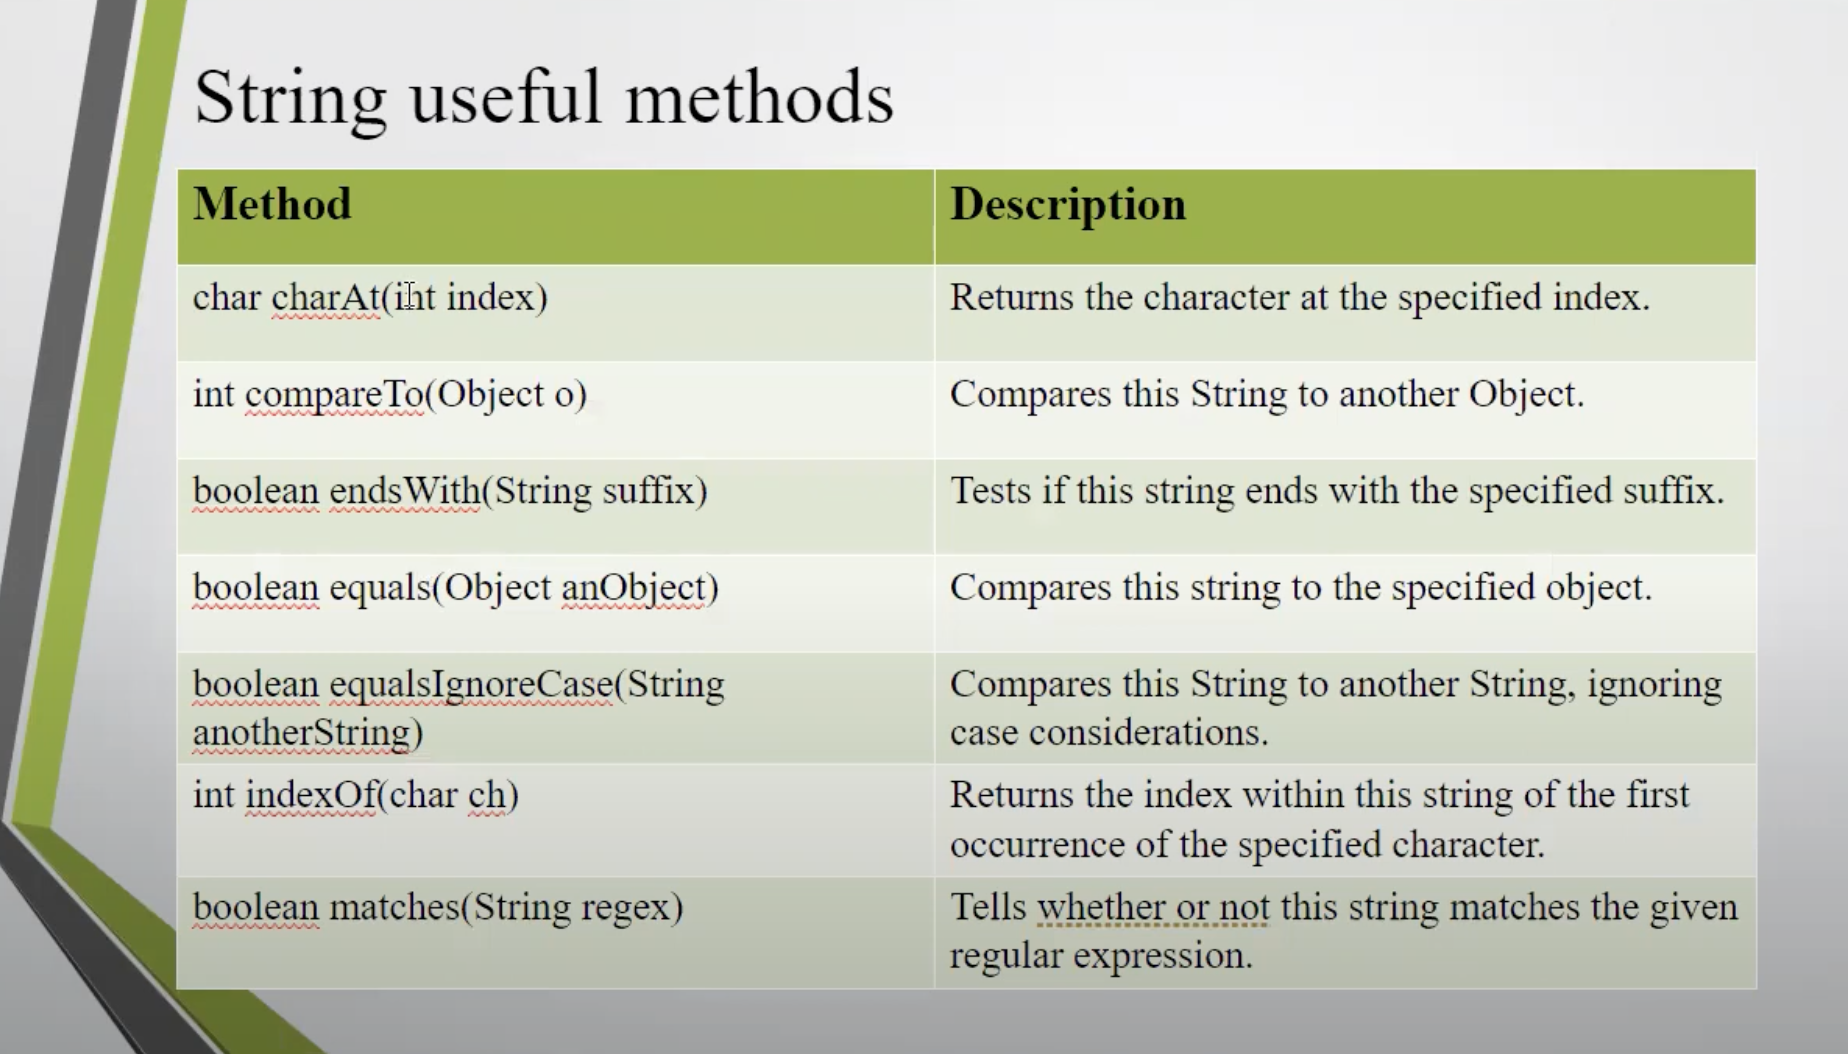 String useful methods
Method
Description
char charAt(int index)
Returns the character at the specified index.
int compareTo(Object o)
Compares this String to another Object.
boolean endsWith(String suffix)
Tests if this string ends with the specified suffix.
boolean equals(Object anObject)
Compares this string to the specified object.
boolean equalsIgnoreCase(String
anotherString)
Compares this String to another String, ignoring
case considerations.
int indexOf(char ch)
Returns the index within this string of the first
occurrence of the specified character.
boolean matches(String regex)
Tells whether or not this string matches the given
regular expression.